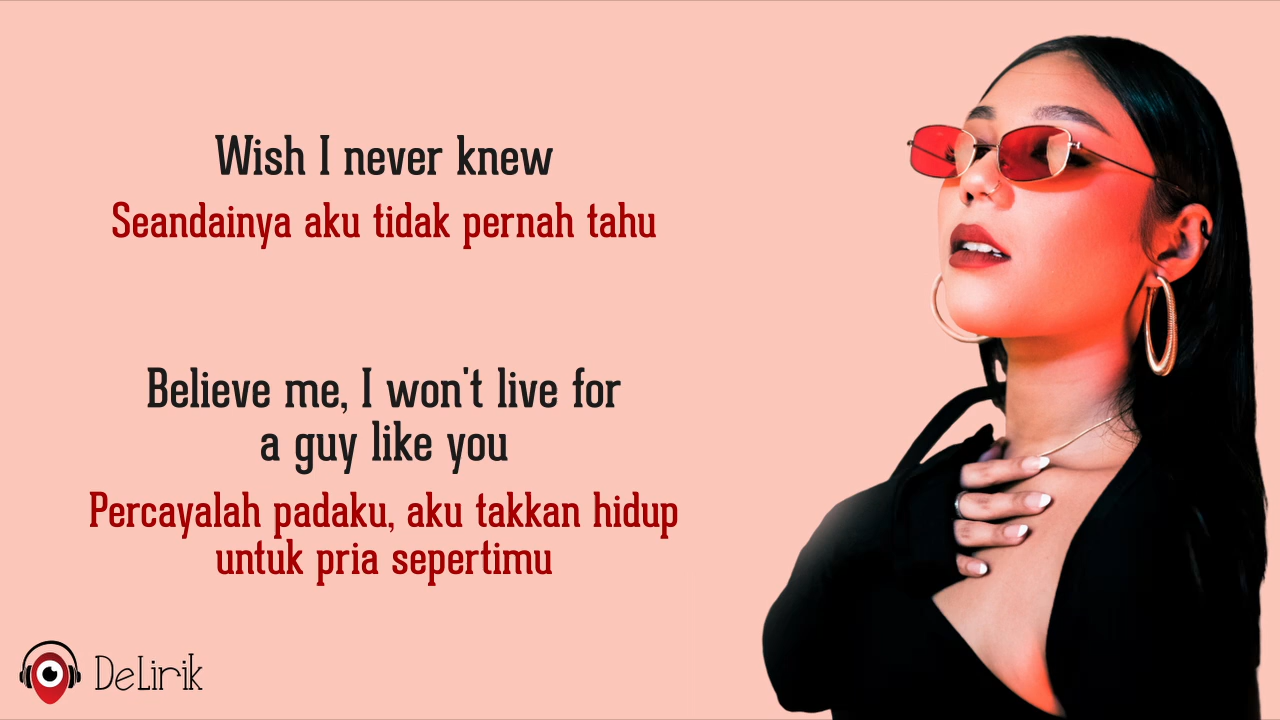 Wish I never knew
Seandainya aku tidak pernah tahu
Believe me, I won't live for
a guy like you
Percayalah padaku, aku takkan hidup
untuk pria sepertimu
DeLirik